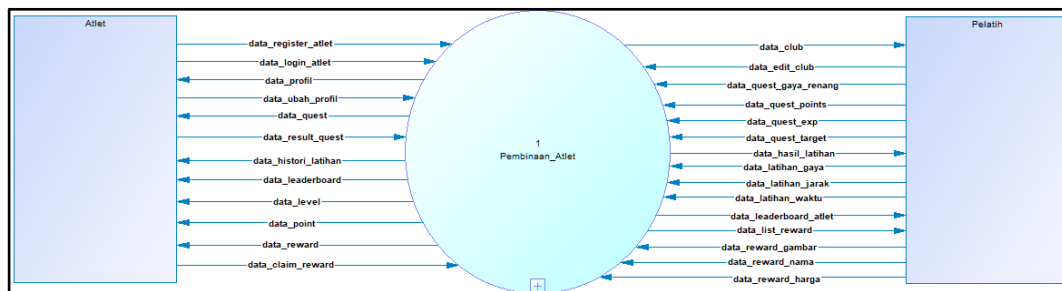 Atlet
data_register_atlet
data_login_atlet
data_profil
data_ubah_profil
data_quest
data_result_quest
data_histori_latihan
data_leaderboard
data_level
data_point
data_reward
data_claim_reward
1
Pembinaan_Atlet
Pelatih
data_club
data_edit_club
data_quest_gaya_renang
data_quest_points
data_quest_exp
data_quest_target
data_hasil_latihan
data_latihan_gaya
data_latihan_jarak
data_latihan_waktu
data_leaderboard_atlet
data_list_reward
data_reward_gambar
data_reward_nama
data_reward_harga